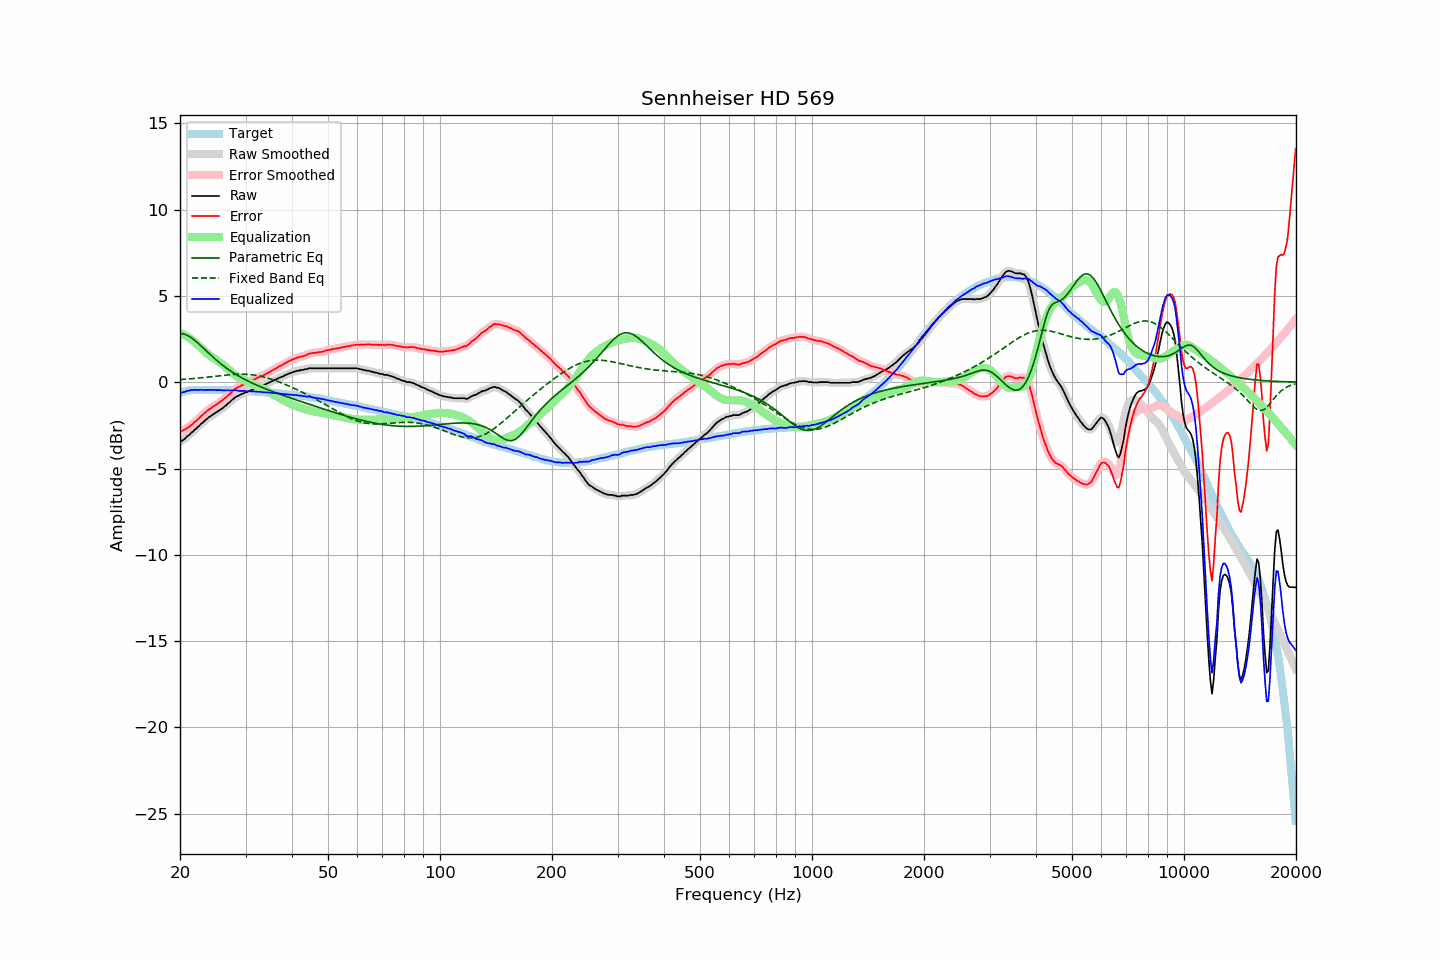 Sennheiser HD 569
15
10
5
0
−5
−10
−15
−20
−25
Amplitude (dBr)
Target
Raw Smoothed
Error Smoothed
Raw
Error
Equalization
Parametric Eq
Fixed Band Eq
Equalized
20 50 100 200 500 1000 2000 5000 10000 20000
Frequency (Hz)